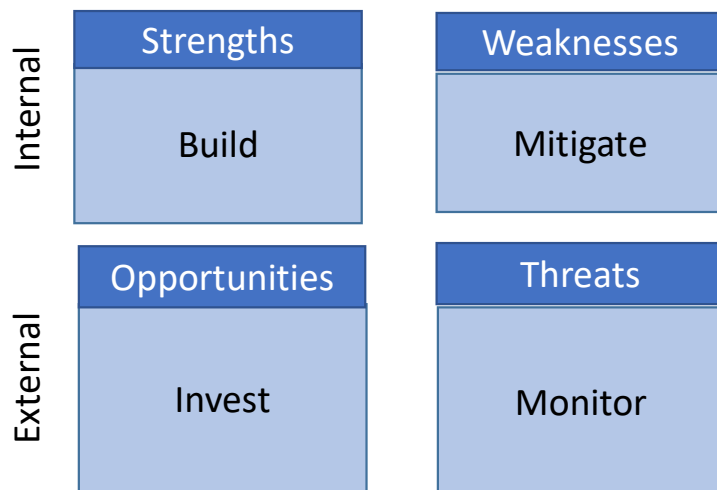 Internal
Strengths
Build
Weaknesses
Mitigate
External
Opportunities
Invest
Threats
Monitor